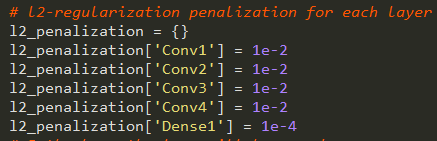 # l2-regularization penalization for each layer
l2_penalization = {}
l2_penalization['Conv1'] = 1e-2
l2_penalization['Conv2'] = 1e-2
l2_penalization['Conv3'] = 1e-2
l2_penalization['Conv4'] = 1e-2
l2_penalization['Dense1'] = 1e-4